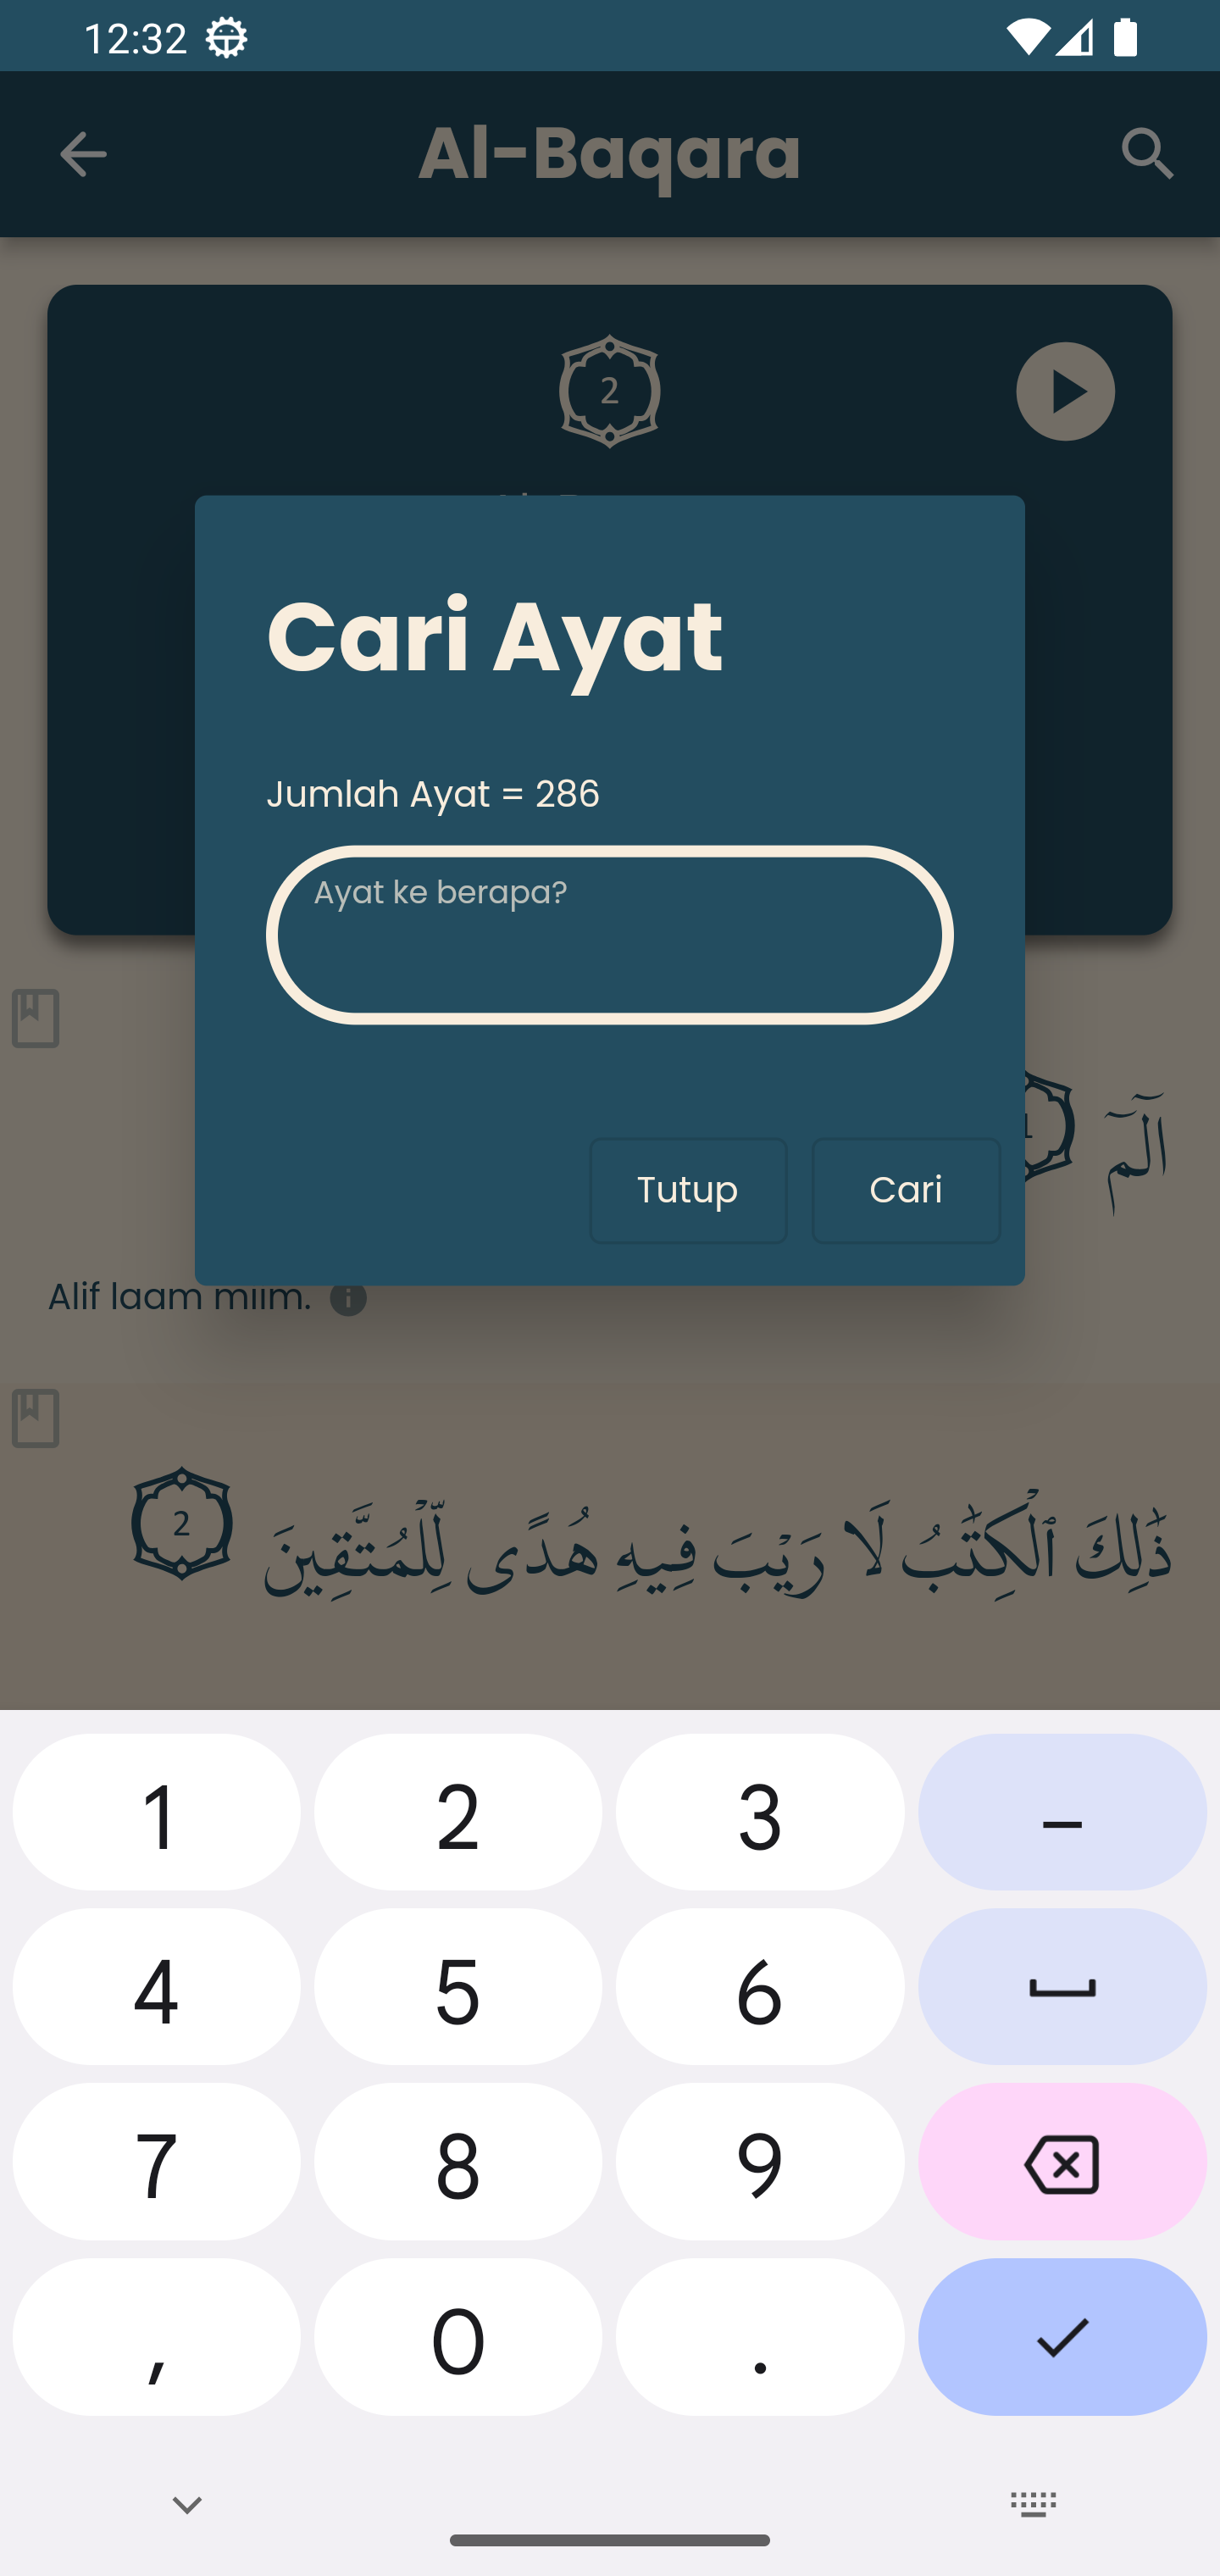 12:32
Al-Baqara
2
Cari Ayat
Jumlah Ayat = 286
Ayat ke berapa?
Tutup Cari
الٓمٓ 1
Alif laam miim.
ذَٰلِكَ ٱلْكِتَٰبُ لَا رَيْبَ فِيهِ هُدًى لِّلْمُتَّقِينَ 2
1 2 3 –
4 5 6
7 8 9
, 0 .